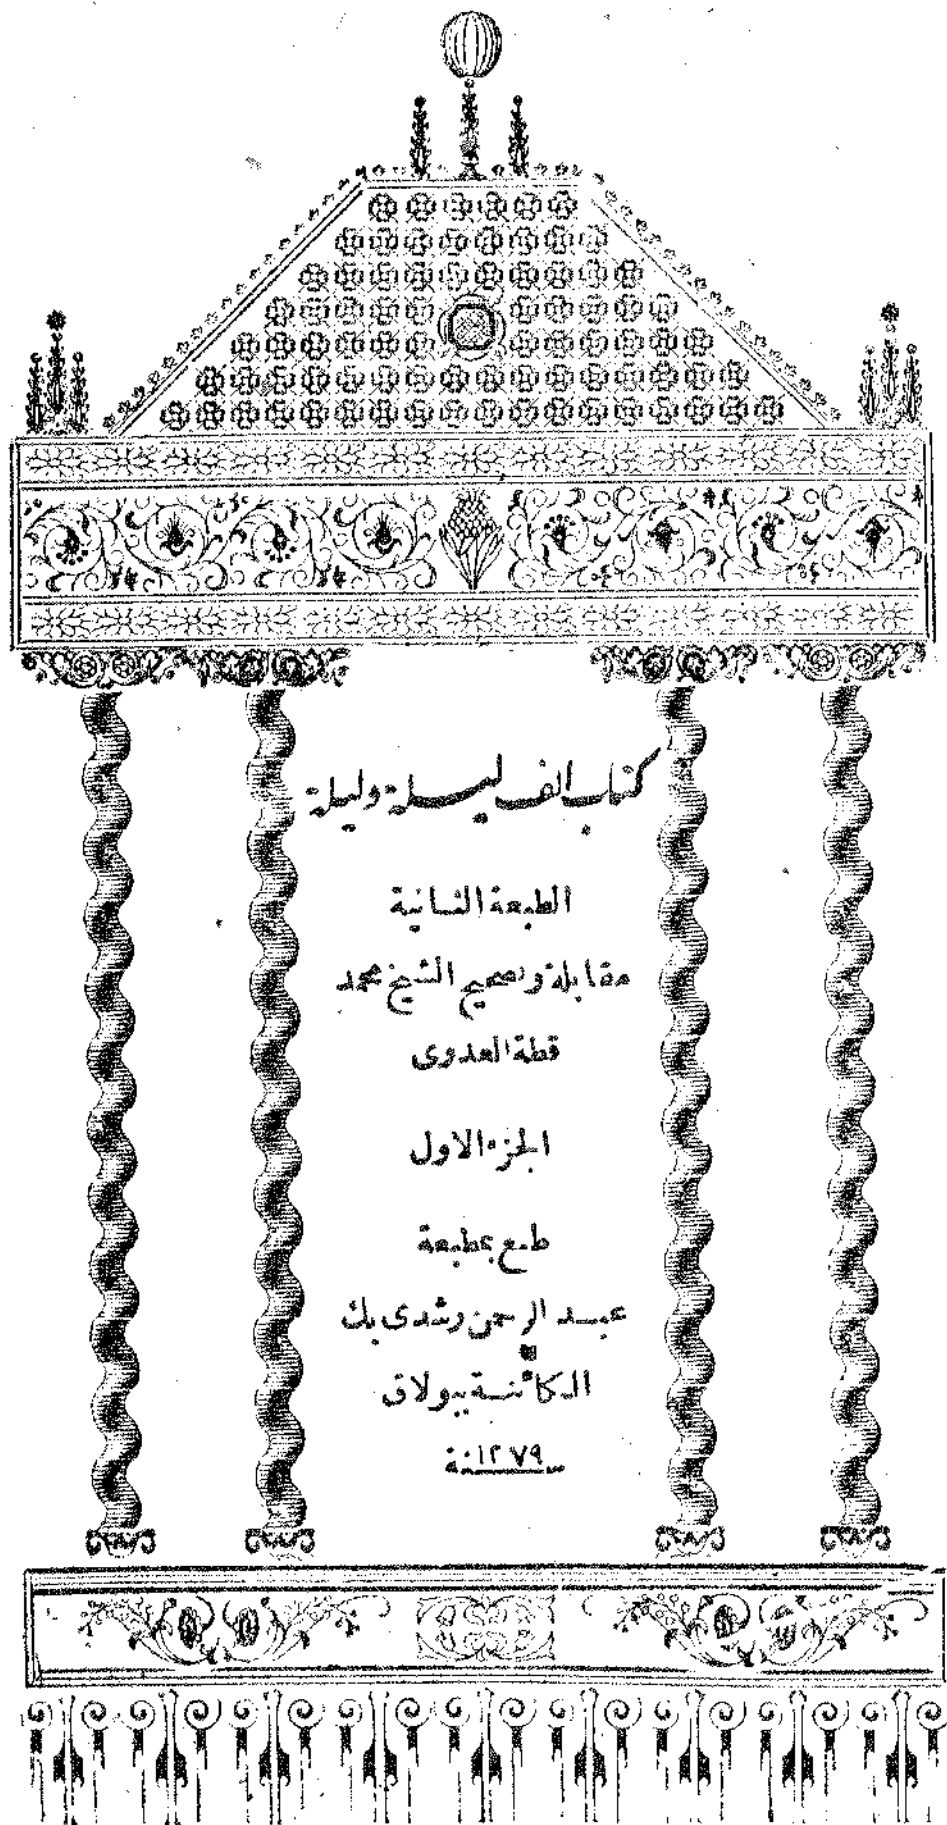 كتاب الف ليلة وليلة
الطبعة الثانية
مقابلة وتصحيح الشيخ محمد
قطة العدوى
الجزء الاول
طبع بمطبعة
عبد الرحمن رشدى بك
الكائنة ببولاق
سنة ١٢٧٩